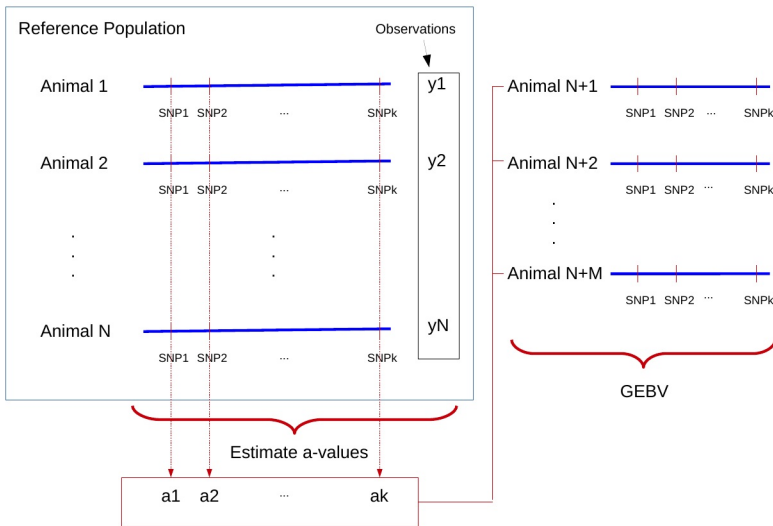 Reference Population
Observations
Animal 1
y1
SNP1 SNP2 ... SNPk
Animal 2
y2
SNP1 SNP2 ... SNPk
Animal N
yN
SNP1 SNP2 ... SNPk
Estimate a-values
a1 a2 ... ak
Animal N+1
SNP1 SNP2 ... SNPk
Animal N+2
SNP1 SNP2 ... SNPk
Animal N+M
SNP1 SNP2 ... SNPk
GEBV